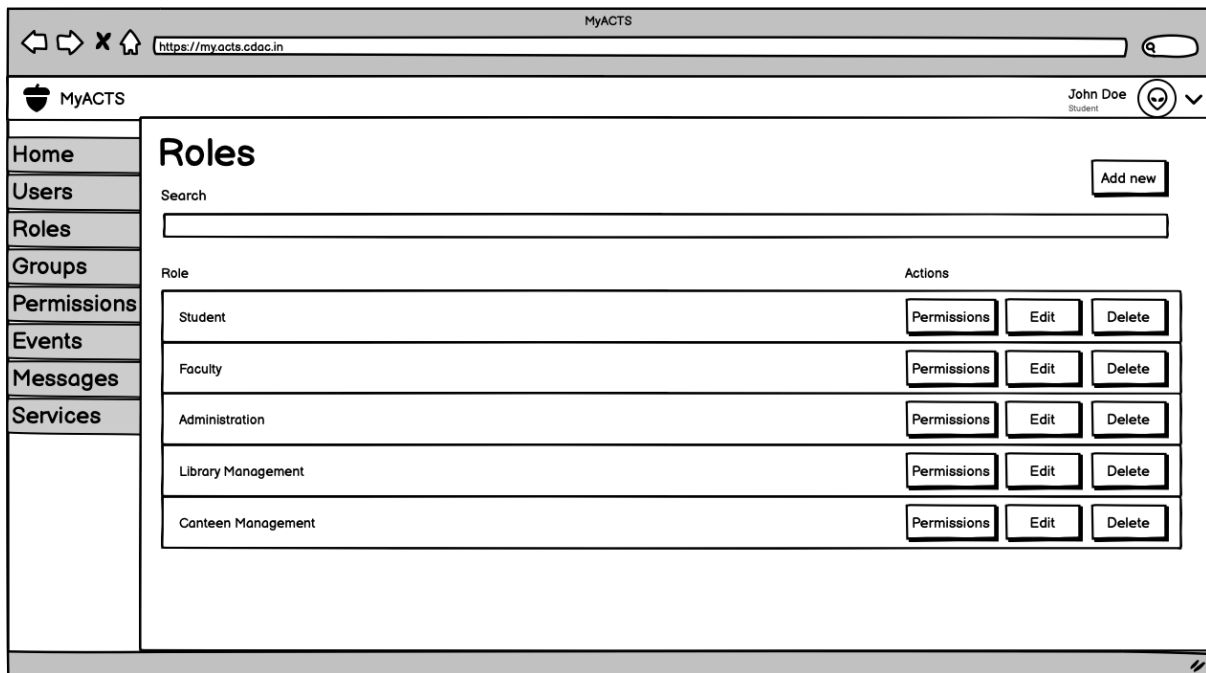 MyACTS
https://my.acts.cdac.in
MyACTS
John Doe
Student
Home
Users
Roles
Groups
Permissions
Events
Messages
Services
Roles
Add new
Search
Role Actions
Student Permissions Edit Delete
Faculty Permissions Edit Delete
Administration Permissions Edit Delete
Library Management Permissions Edit Delete
Canteen Management Permissions Edit Delete